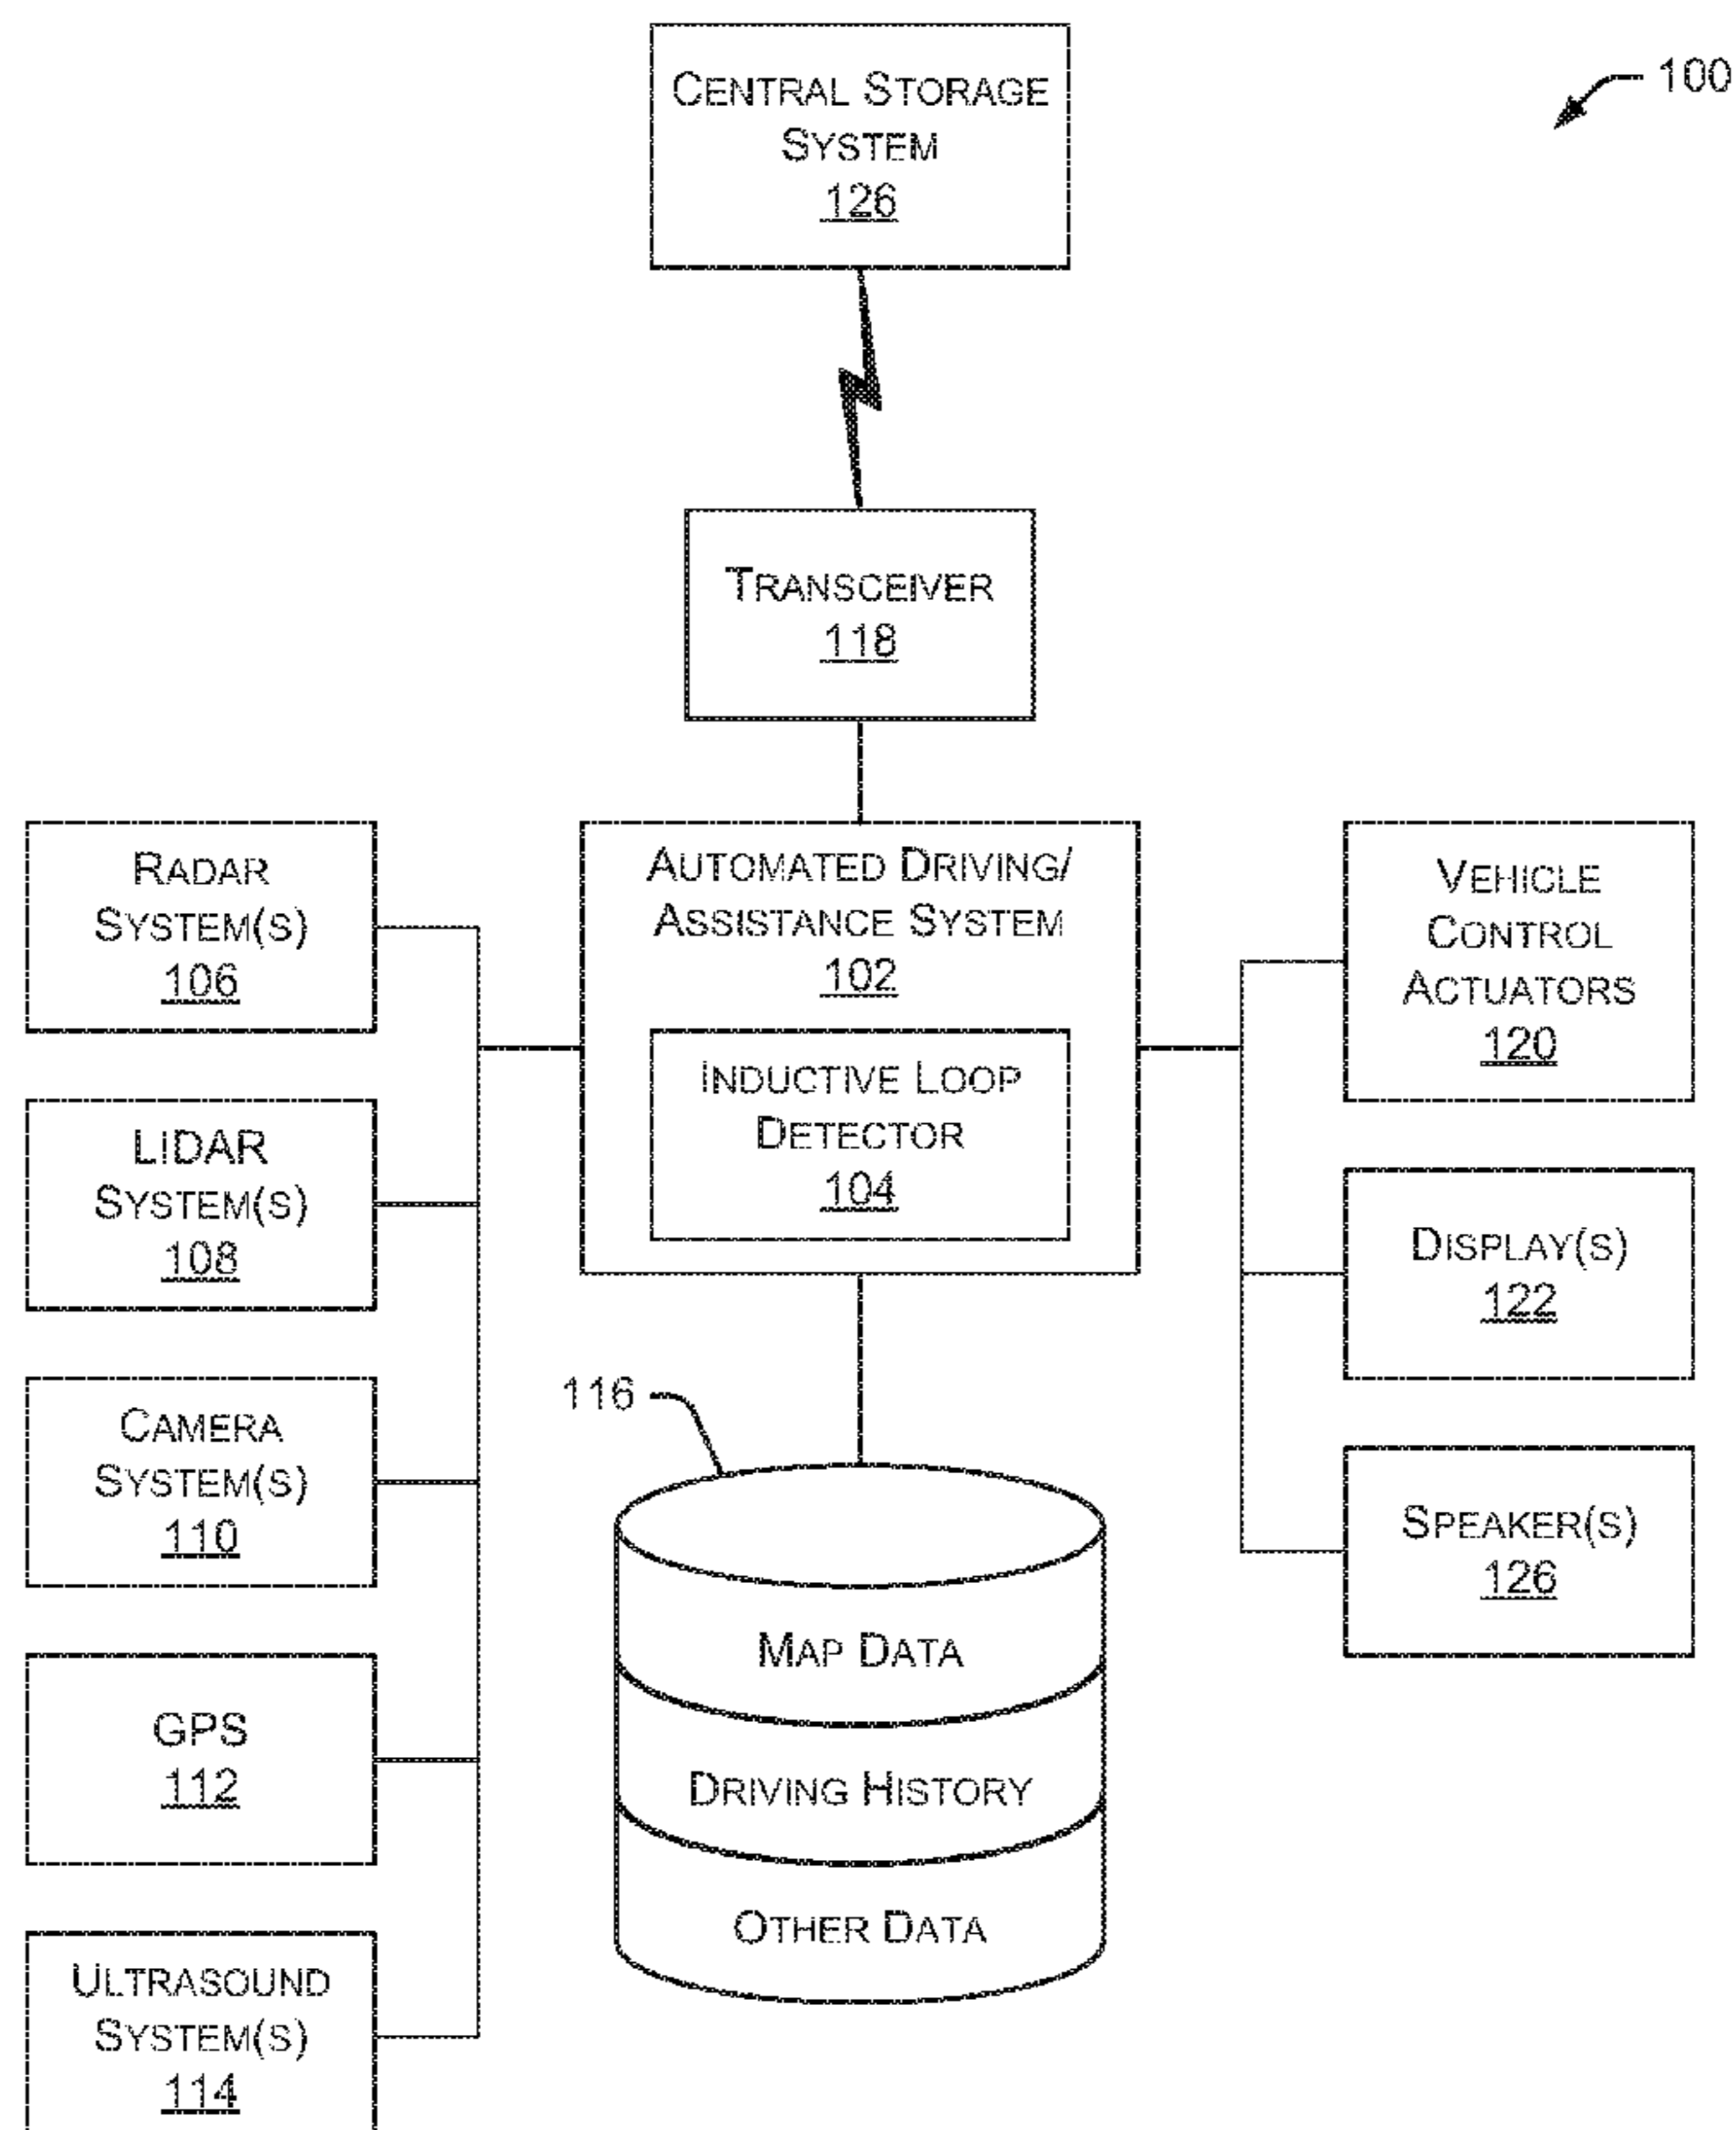 100
CENTRAL STORAGE
SYSTEM
126
TRANSCEIVER
118
RADAR
SYSTEM(S)
106
LIDAR
SYSTEM(S)
108
CAMERA
SYSTEM(S)
110
GPS
112
ULTRASOUND
SYSTEM(S)
114
AUTOMATED DRIVING/
ASSISTANCE SYSTEM
102
INDUCTIVE LOOP
DETECTOR
104
116
MAP DATA
DRIVING HISTORY
OTHER DATA
VEHICLE
CONTROL
ACTUATORS
120
DISPLAY(S)
122
SPEAKER(S)
126